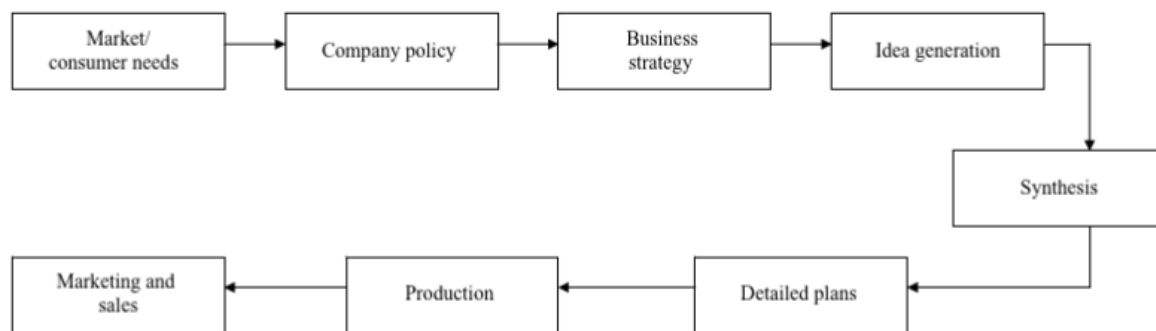 Market/
consumer needs
Company policy
Business
strategy
Idea generation
Synthesis
Detailed plans
Production
Marketing and
sales